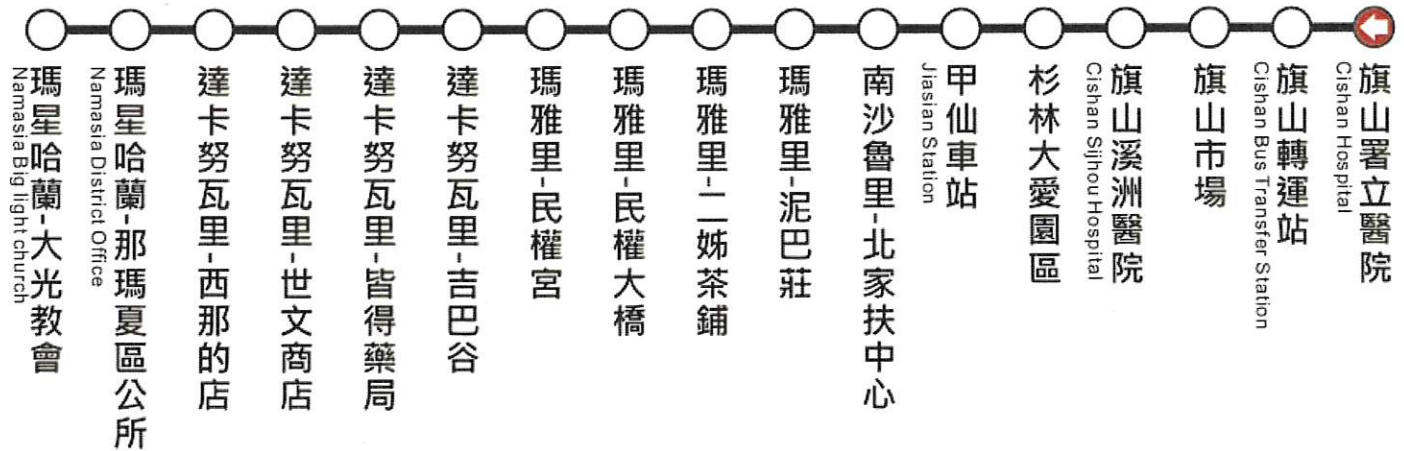 旗山署立醫院
Cishan Hospital
旗山轉運站
Cishan Bus Transfer Station
旗山市場
旗山溪洲醫院
Cishan Sijhou Hospital
杉林大愛園區
甲仙車站
Jiasian Station
南沙魯里-北家扶中心
瑪雅里-泥巴莊
瑪雅里-二姊茶鋪
瑪雅里-民權大橋
瑪雅里-民權宮
達卡努瓦里-吉巴谷
達卡努瓦里-皆得藥局
達卡努瓦里-世文商店
達卡努瓦里-西那的店
瑪星哈蘭-那瑪夏區公所
Namasia District Office
瑪星哈蘭-大光教會
Namasia Big light church